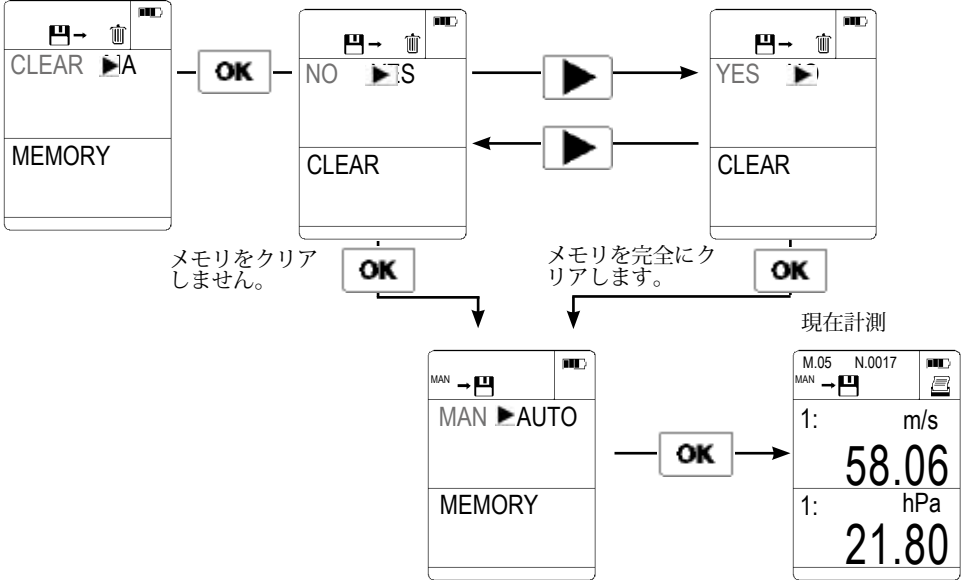 CLEAR
MEMORY
OK
NO
CLEAR
YES
CLEAR
メモリをクリア
しません。
OK
メモリを完全にク
リアします。
OK
現在計測
MAN
MAN AUTO
MEMORY
OK
M.05 N.0017
MAN
1: m/s
58.06
1: hPa
21.80